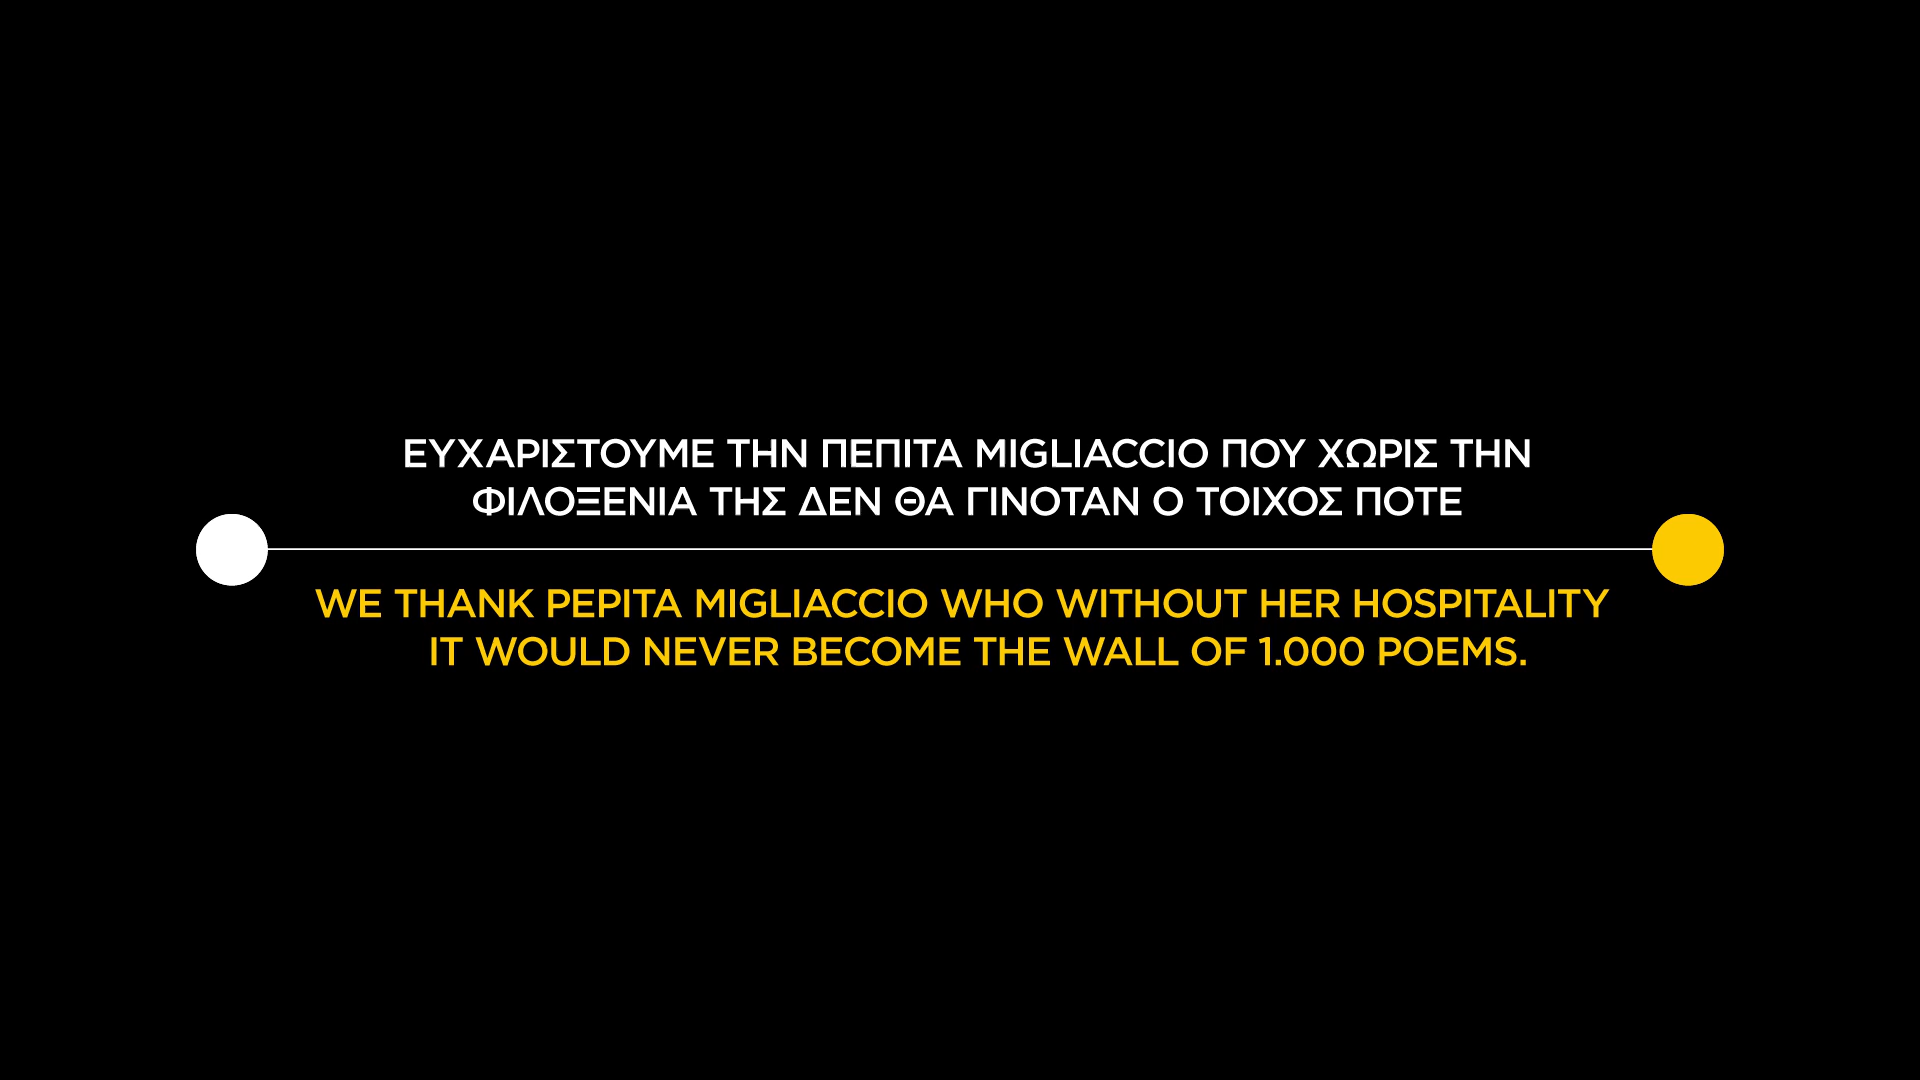 ΕΥΧΑΡΙΣΤΟΥΜΕ ΤΗΝ ΠΕΠΙΤΑ MIGLIACCIO ΠΟΥ ΧΩΡΙΣ ΤΗΝ
ΦΙΛΟΞΕΝΙΑ ΤΗΣ ΔΕΝ ΘΑ ΓΙΝΟΤΑΝ Ο ΤΟΙΧΟΣ ΠΟΤΕ
WE THANK PEPITA MIGLIACCIO WHO WITHOUT HER HOSPITALITY
IT WOULD NEVER BECOME THE WALL OF 1.000 POEMS.